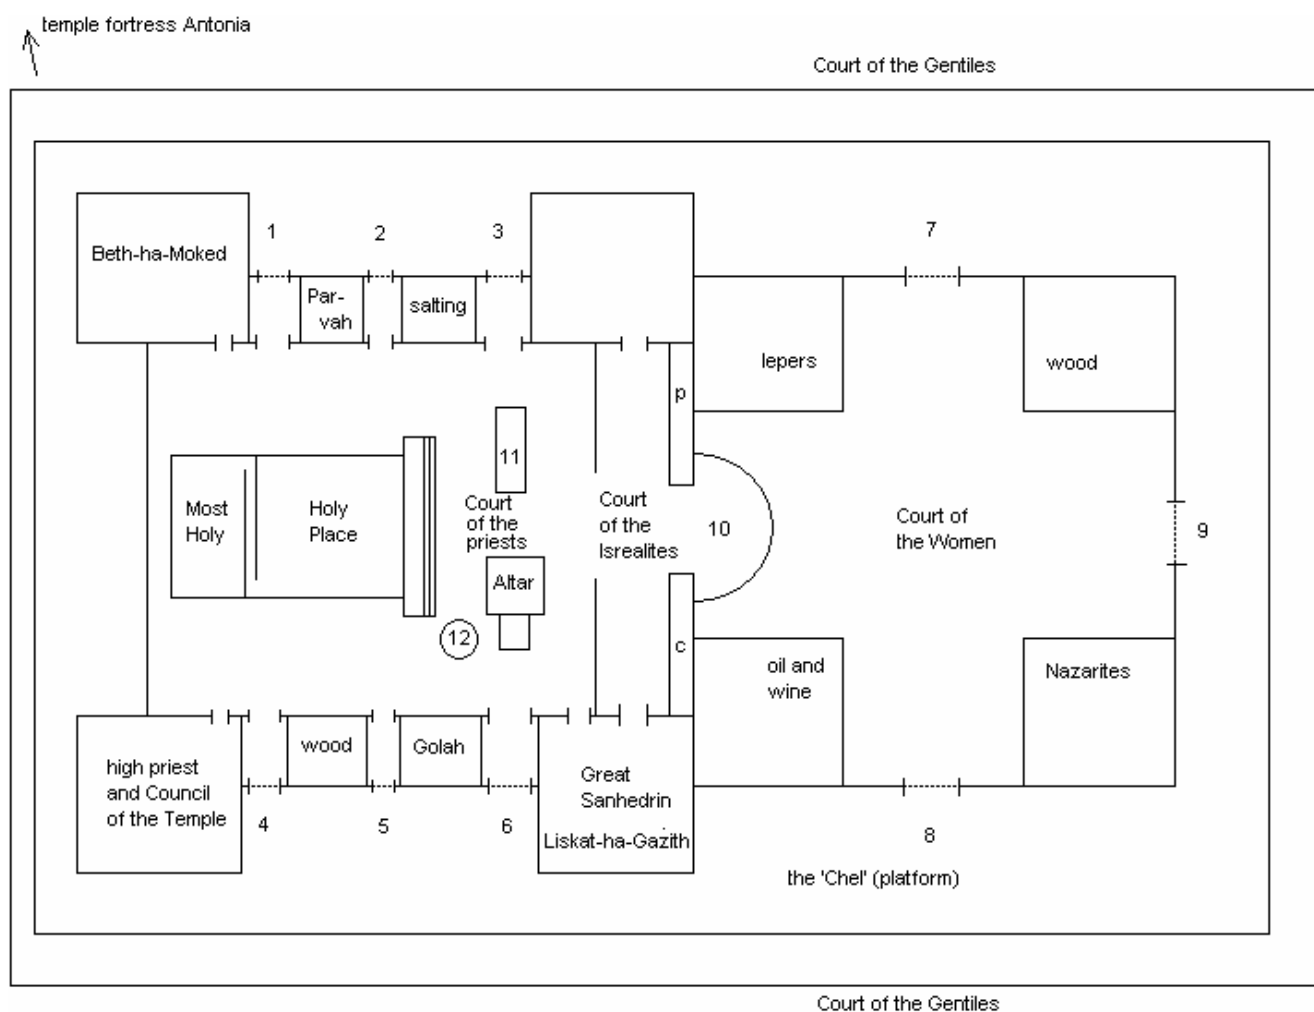 temple fortress Antonia
Court of the Gentiles
1
2
3
7
Beth-ha-Moked
Par-
vah
salting
lepers
wood
p
11
Most
Holy
Holy
Place
Court
of the
priests
Court
of the
Isrealites
10
Court of
the Women
9
Altar
12
c
oil and
wine
Nazarites
high priest
and Council
of the Temple
wood
Golah
Great
Sanhedrin
Liskat-ha-Gazith
4
5
6
8
the 'Chel' (platform)
Court of the Gentiles